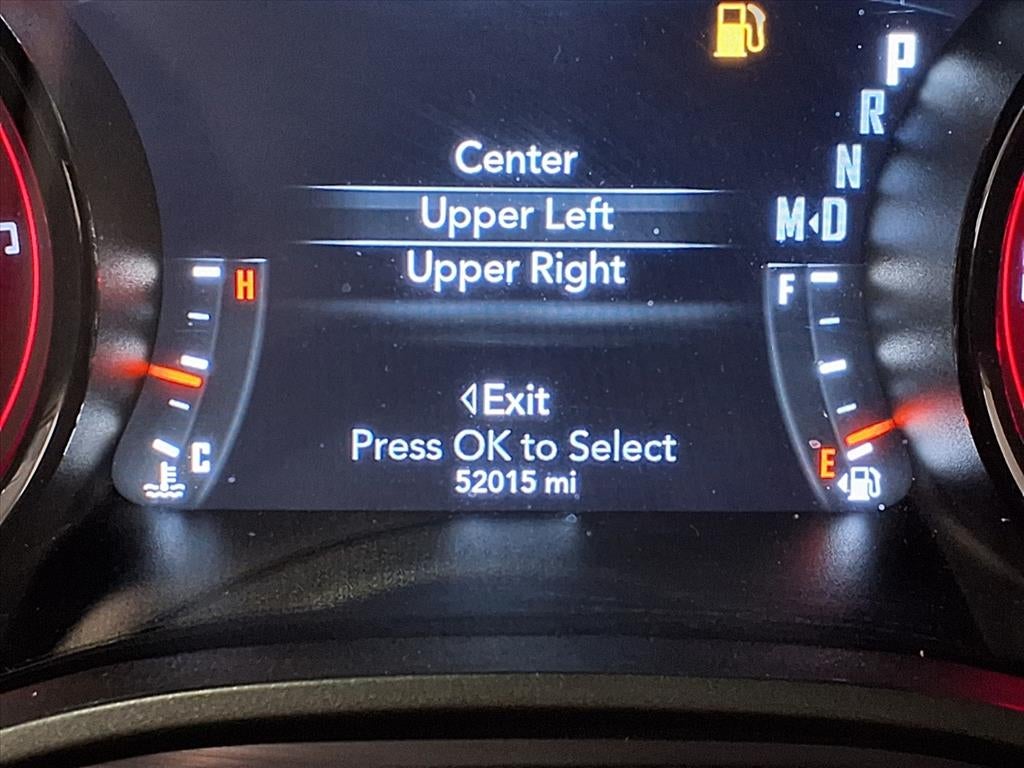 P
R
N
M◂D
Center
Upper Left
Upper Right
H
F
C
E
◁Exit
Press OK to Select
52015 mi